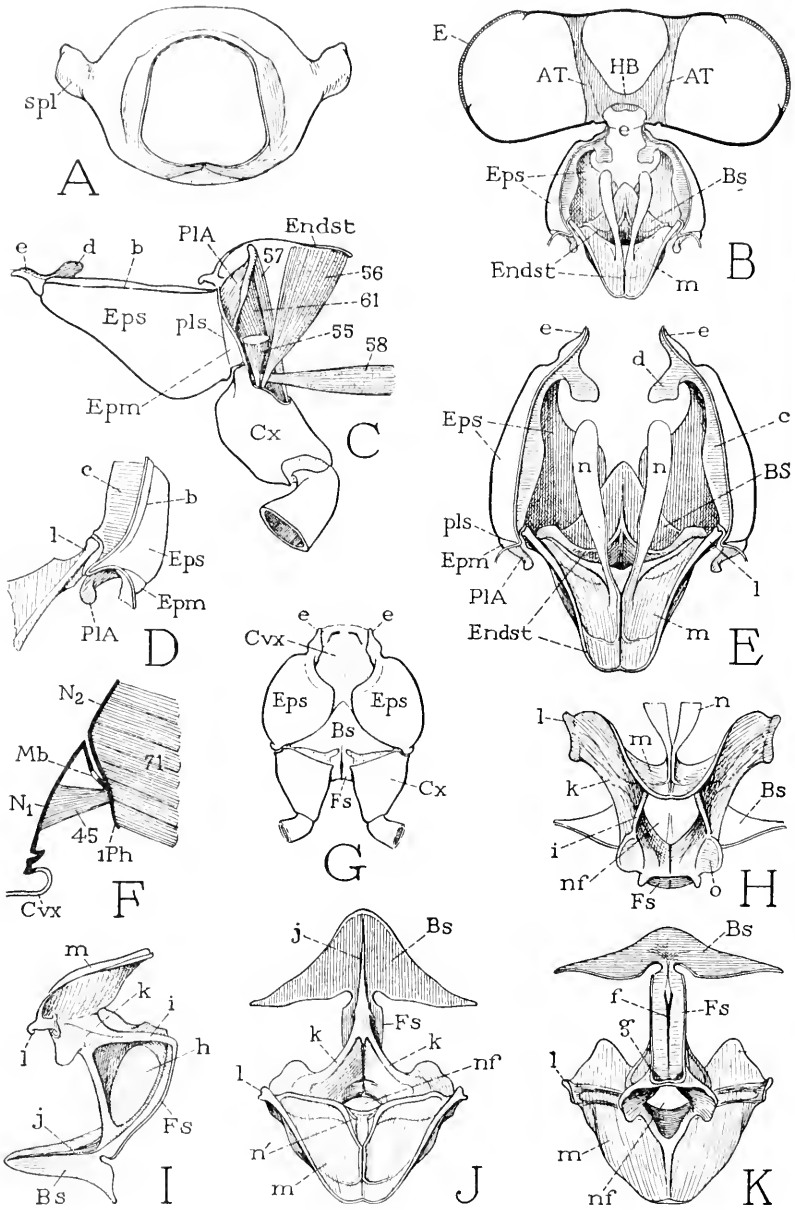 spl
A
E
AT
HB
AT
e
Eps
Bs
Endst
m
B
e
d
b
Eps
PlA
57
Endst
56
61
pls
55
58
Epm
Cx
C
c
b
l
Eps
Epm
PlA
D
e
e
d
c
Eps
n
n
BS
pls
Epm
l
PlA
Endst
m
E
N2
Mb
71
N1
45
1Ph
Cvx
F
e
e
Cvx
Eps
Eps
Bs
Fs
Cx
G
l
n
m
k
Bs
i
nf
o
Fs
H
m
k
i
l
h
j
Fs
Bs
I
j
Bs
Fs
k
k
l
nf
n'
m
J
Bs
f
Fs
g
l
l
m
nf
K